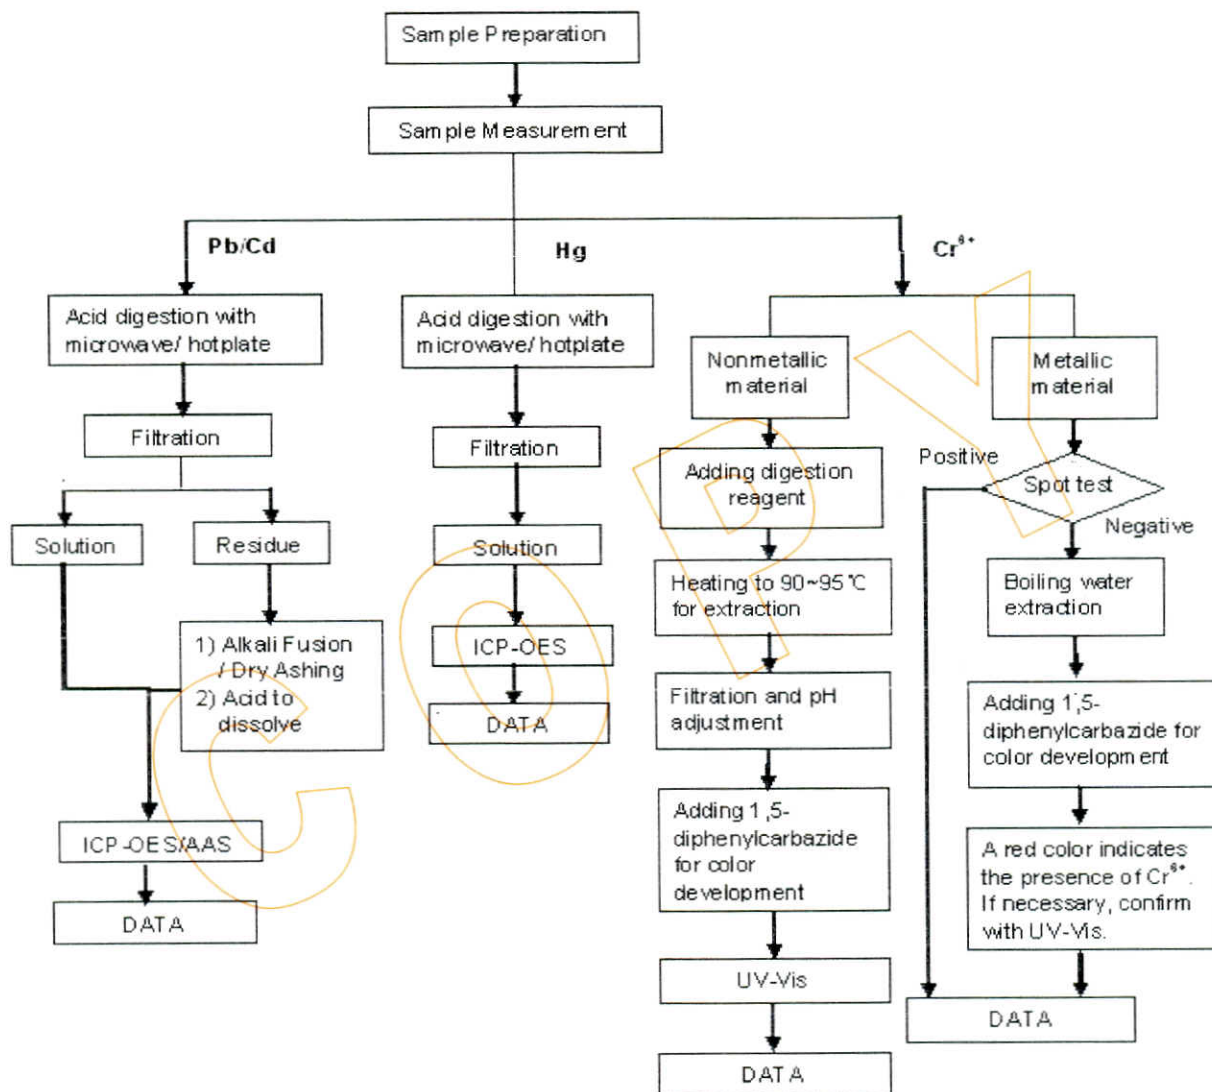 Sample Preparation
Sample Measurement
Pb/Cd
Hg
Cr⁶⁺
Acid digestion with
microwave/ hotplate
Filtration
Solution
Residue
1) Alkali Fusion
/ Dry Ashing
2) Acid to
dissolve
ICP-OES/AAS
DATA
Acid digestion with
microwave/ hotplate
Filtration
Solution
ICP-OES
DATA
Nonmetallic
material
Adding digestion
reagent
Heating to 90~95℃
for extraction
Filtration and pH
adjustment
Adding 1,5-
diphenylcarbazide
for color
development
UV-Vis
DATA
Metallic
material
Positive
Spot test
Negative
Boiling water
extraction
Adding 1,5-
diphenylcarbazide for
color development
A red color indicates
the presence of Cr⁶⁺.
If necessary, confirm
with UV-Vis.
DATA
COPY